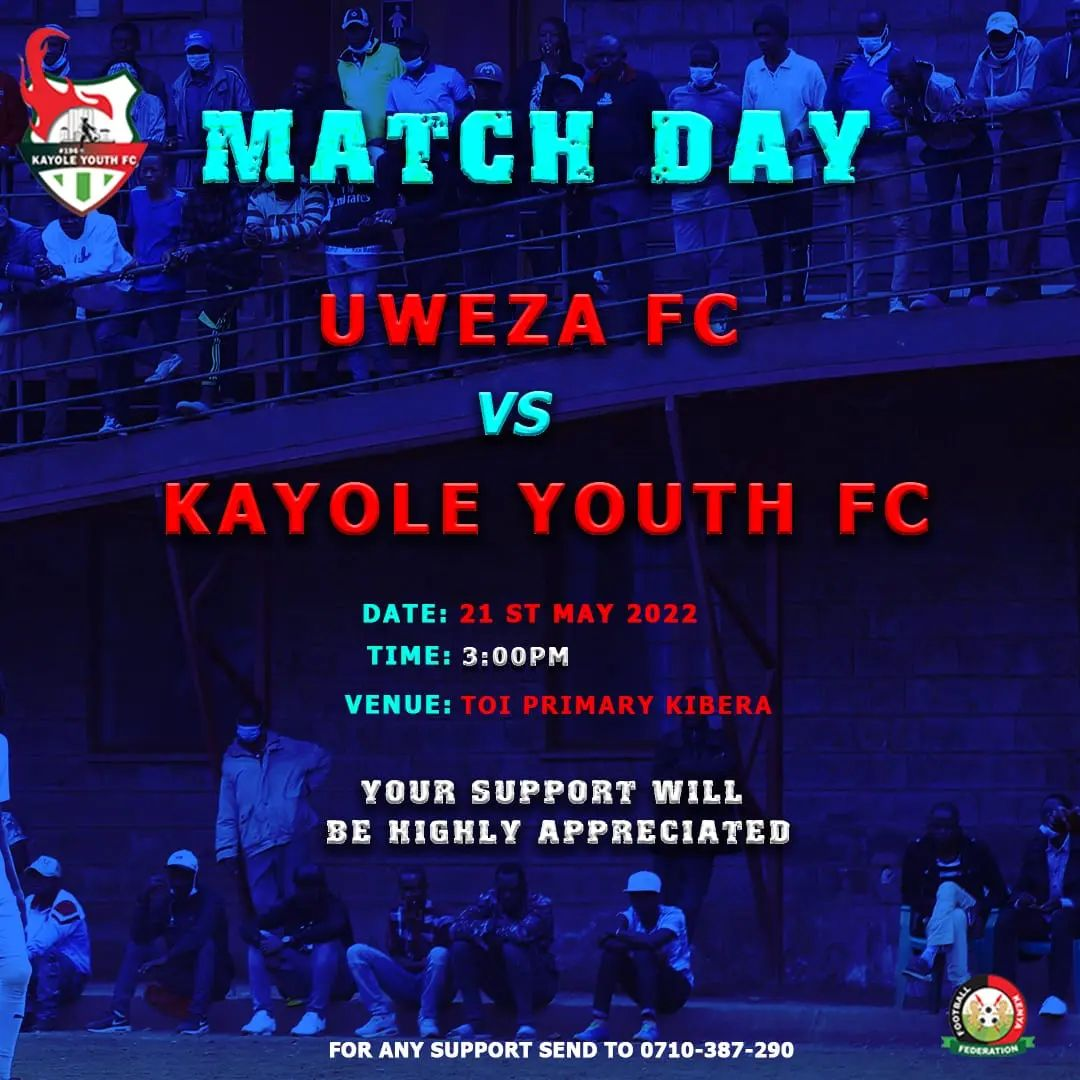 MATCH DAY
KAYOLE YOUTH FC
UWEZA FC
VS
KAYOLE YOUTH FC
DATE: 21 ST MAY 2022
TIME: 3:00PM
VENUE: TOI PRIMARY KIBERA
YOUR SUPPORT WILL
BE HIGHLY APPRECIATED
FOOTBALL
KENYA
FEDERATION
FOR ANY SUPPORT SEND TO 0710-387-290